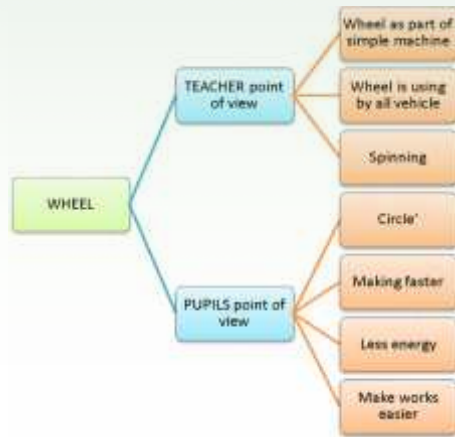 WHEEL
TEACHER point
of view
Wheel as part of
simple machine
Wheel is using
by all vehicle
Spinning
PUPILS point of
view
Circle'
Making faster
Less energy
Make works
easier